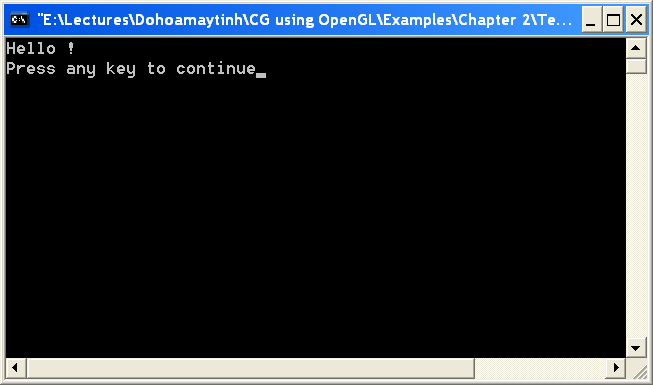 "E:\Lectures\Dohoamaytinh\CG using OpenGL\Examples\Chapter 2\Te...
Hello !
Press any key to continue